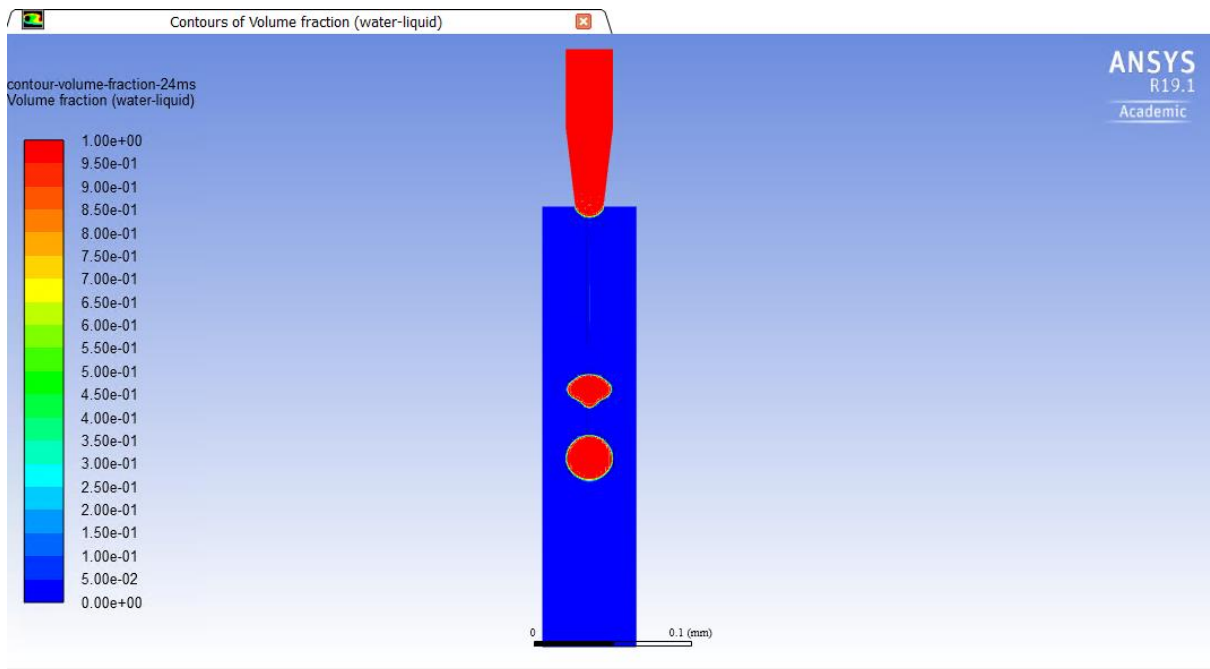 Contours of Volume fraction (water-liquid)
contour-volume-fraction-24ms
Volume fraction (water-liquid)
ANSYS
R19.1
Academic
1.00e+00
9.50e-01
9.00e-01
8.50e-01
8.00e-01
7.50e-01
7.00e-01
6.50e-01
6.00e-01
5.50e-01
5.00e-01
4.50e-01
4.00e-01
3.50e-01
3.00e-01
2.50e-01
2.00e-01
1.50e-01
1.00e-01
5.00e-02
0.00e+00
0 0.1 (mm)